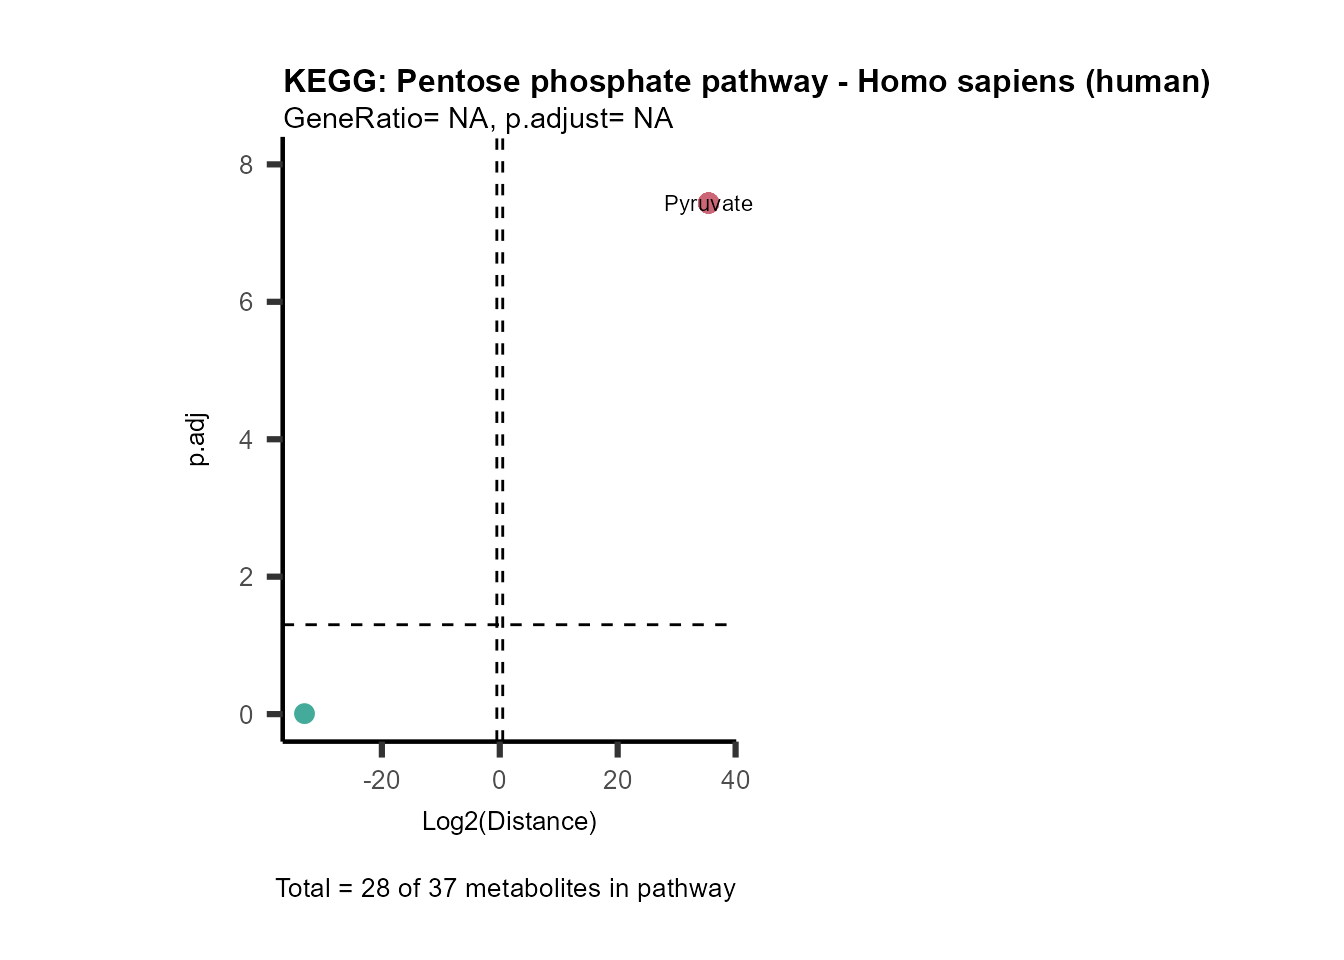 KEGG: Pentose phosphate pathway - Homo sapiens (human)
GeneRatio= NA, p.adjust= NA
8
Pyruvate
6
4
p.adj
2
0
-20 0 20 40
Log2(Distance)
Total = 28 of 37 metabolites in pathway